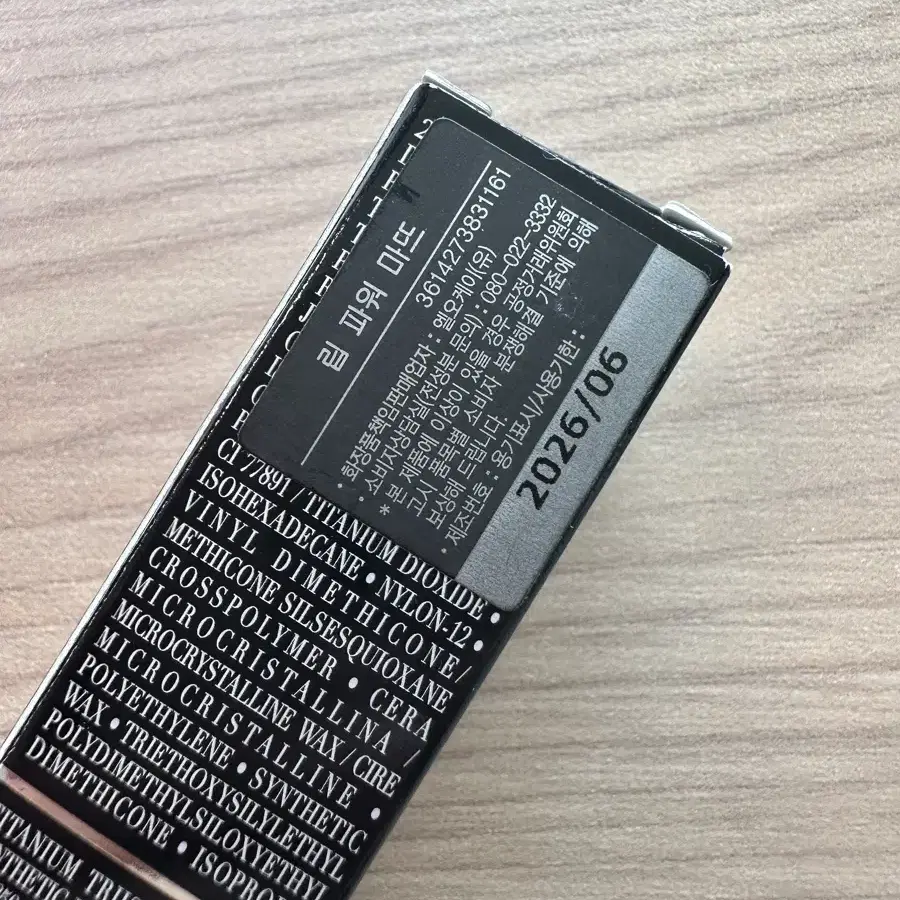 립 파워 마뜨
3614273831161
· 화장품책임판매업자 : 엘오케이(유)
· 소비자상담실(전성분 문의) : 080-022-3332
* 본 제품에 이상이 있을 경우 공정거래위원회
고시 품목별 소비자 분쟁해결 기준에 의해
보상해 드립니다.
· 제조번호 : 용기표시/사용기한 :
2026/06
CI 77891 / TITANIUM DIOXIDE •
ISOHEXADECANE • NYLON-12 •
VINYL DIMETHICONE/
METHICONE SILSESQUIOXANE
CROSSPOLYMER • CERA
MICROCRISTALLINA /
MICROCRYSTALLINE WAX / CIRE
MICROCRISTALLINE •
POLYETHYLENE • SYNTHETIC
WAX • TRIETHOXYSILYLETHYL
POLYDIMETHYLSILOXYETHYL
DIMETHICONE • ISOPRO
TITANIUM